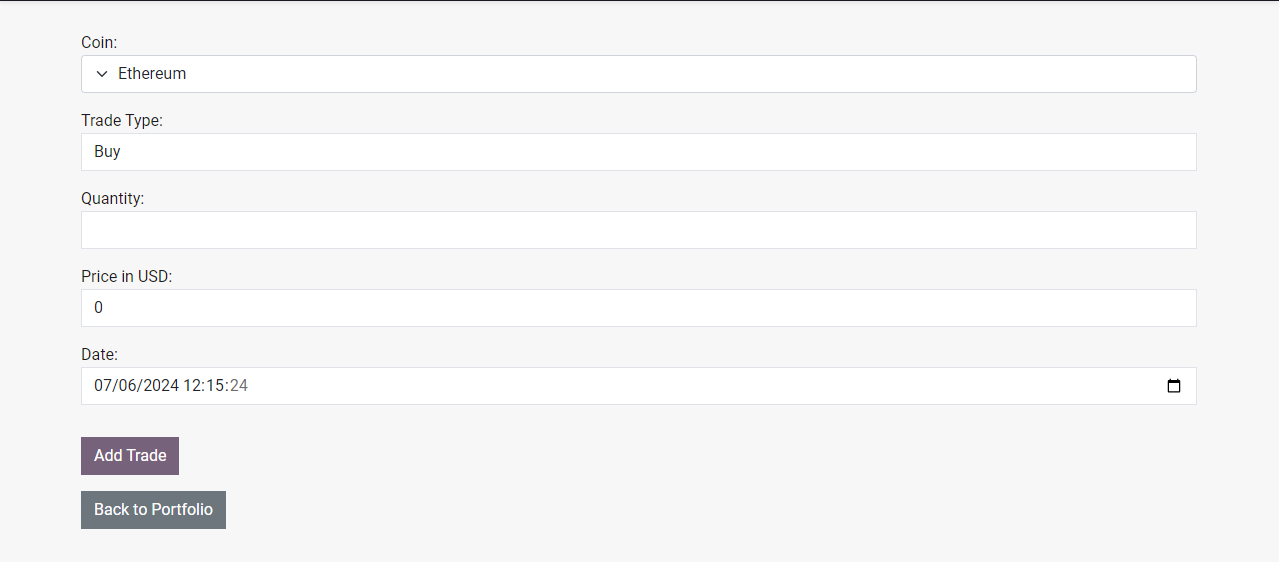 Coin:
Ethereum
Trade Type:
Buy
Quantity:
Price in USD:
0
Date:
07/06/2024 12:15:24
Add Trade
Back to Portfolio